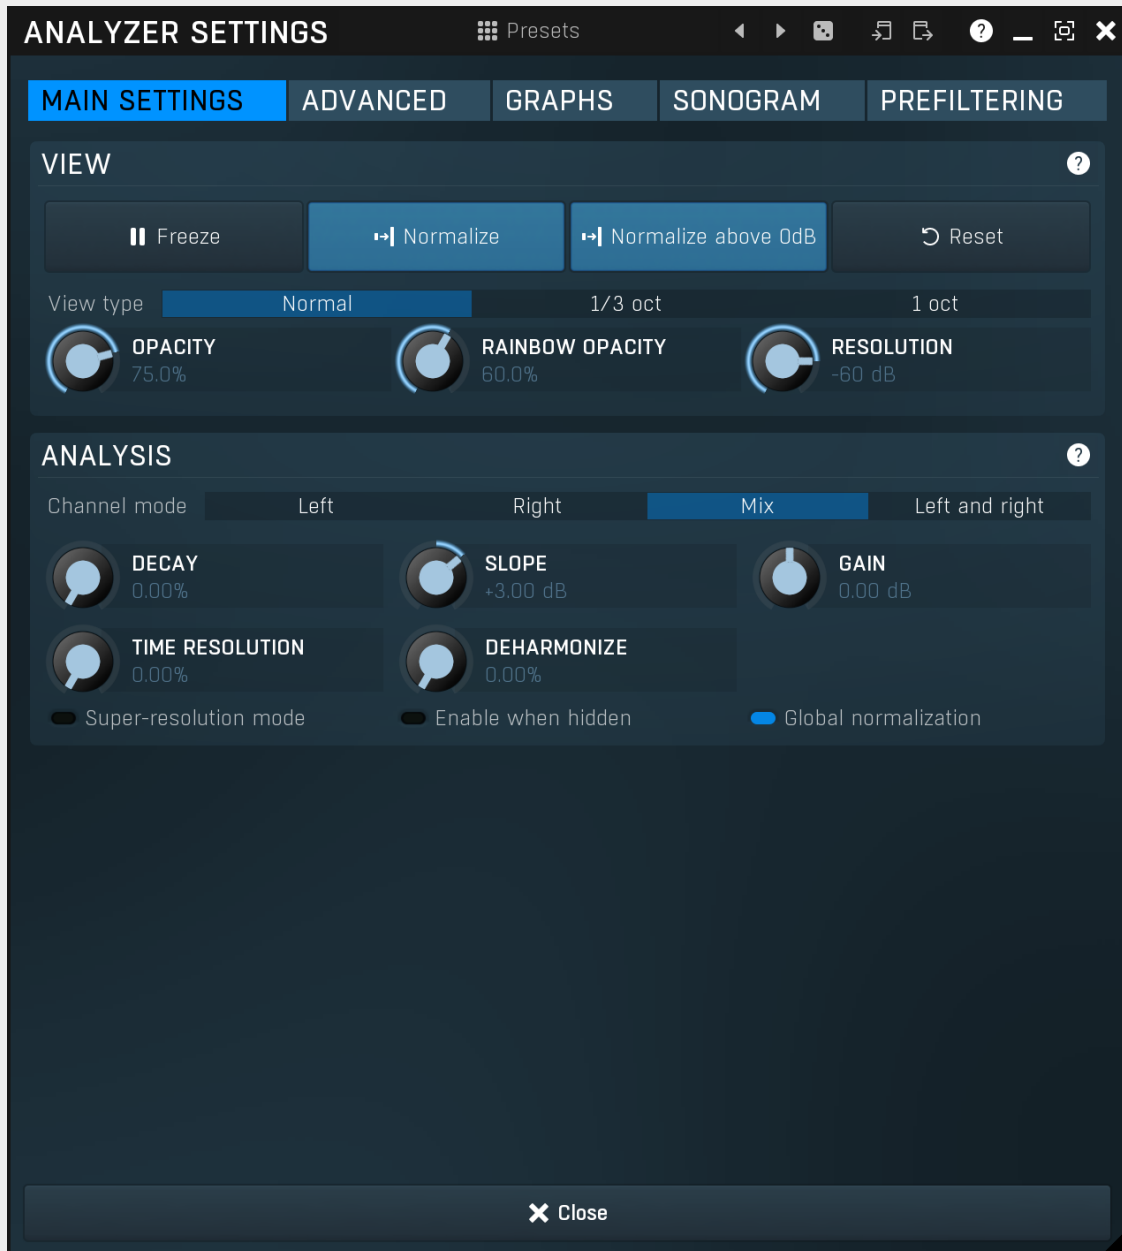 ANALYZER SETTINGS Presets ?
MAIN SETTINGS ADVANCED GRAPHS SONOGRAM PREFILTERING
VIEW ?
Freeze Normalize Normalize above 0dB Reset
View type Normal 1/3 oct 1 oct
OPACITY RAINBOW OPACITY RESOLUTION
75.0% 60.0% -60 dB
ANALYSIS ?
Channel mode Left Right Mix Left and right
DECAY SLOPE GAIN
0.00% +3.00 dB 0.00 dB
TIME RESOLUTION DEHARMONIZE
0.00% 0.00%
Super-resolution mode Enable when hidden Global normalization
Close